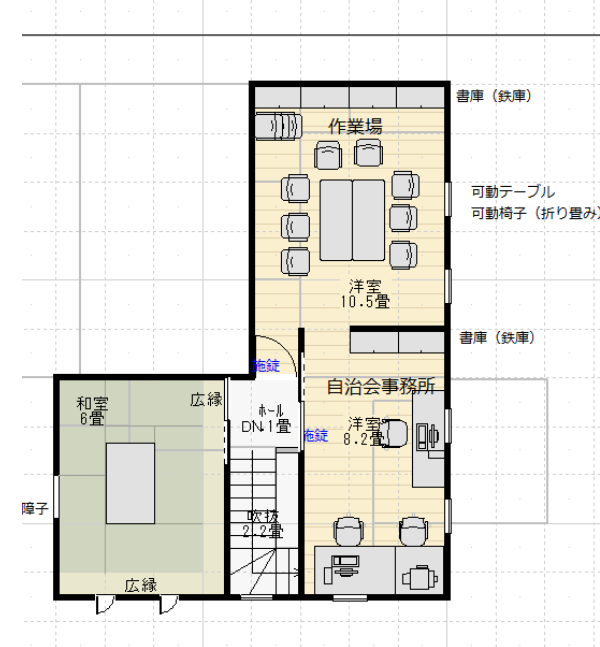 書庫（鉄庫）
作業場
可動テーブル
可動椅子（折り畳み）
洋室
10.5畳
書庫（鉄庫）
施錠
自治会事務所
和室
6畳
広縁
ホール
DN 1畳
洋室
8.2畳
施錠
障子
吹抜
2.2畳
広縁